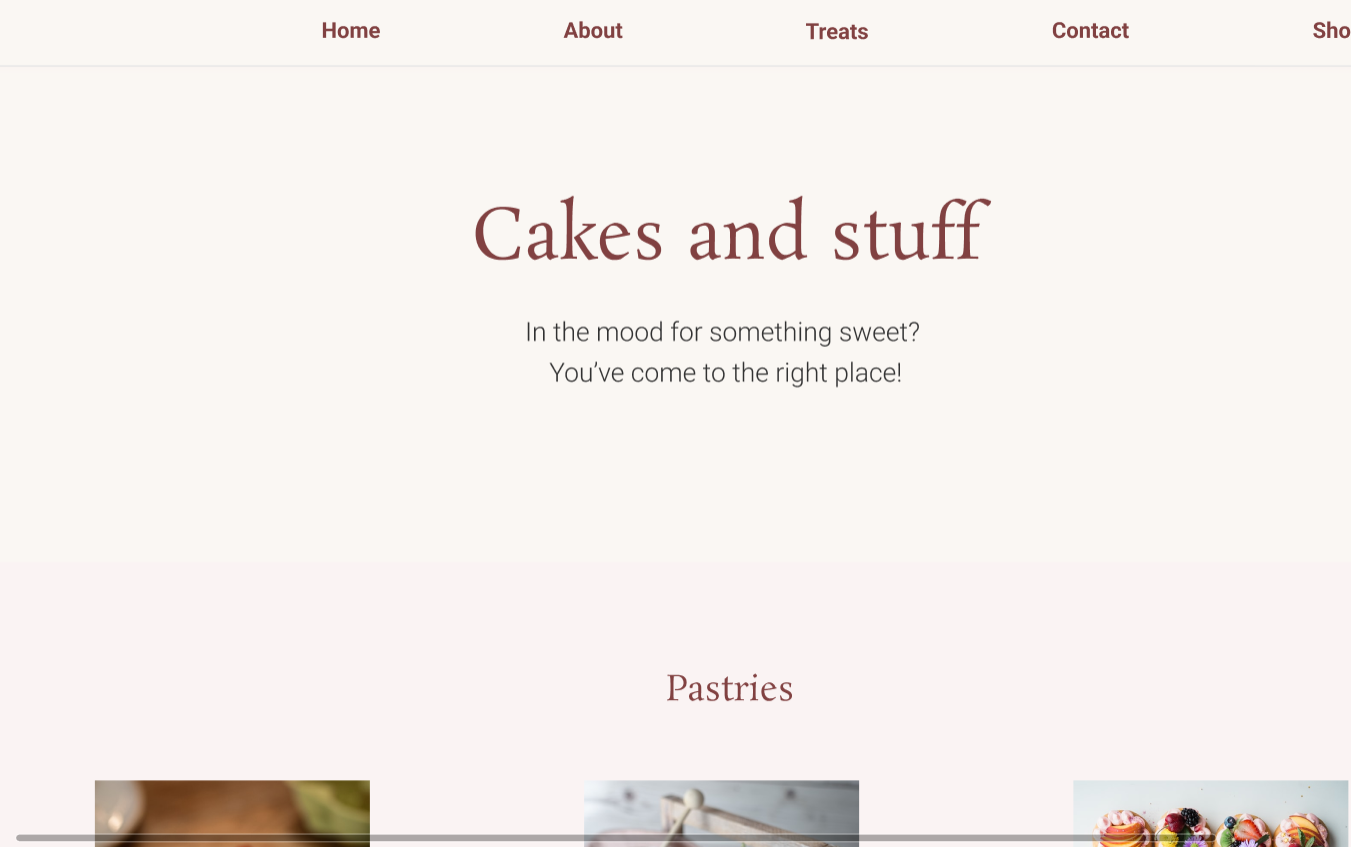 Home About Treats Contact Sho
Cakes and stuff
In the mood for something sweet?
You’ve come to the right place!
Pastries